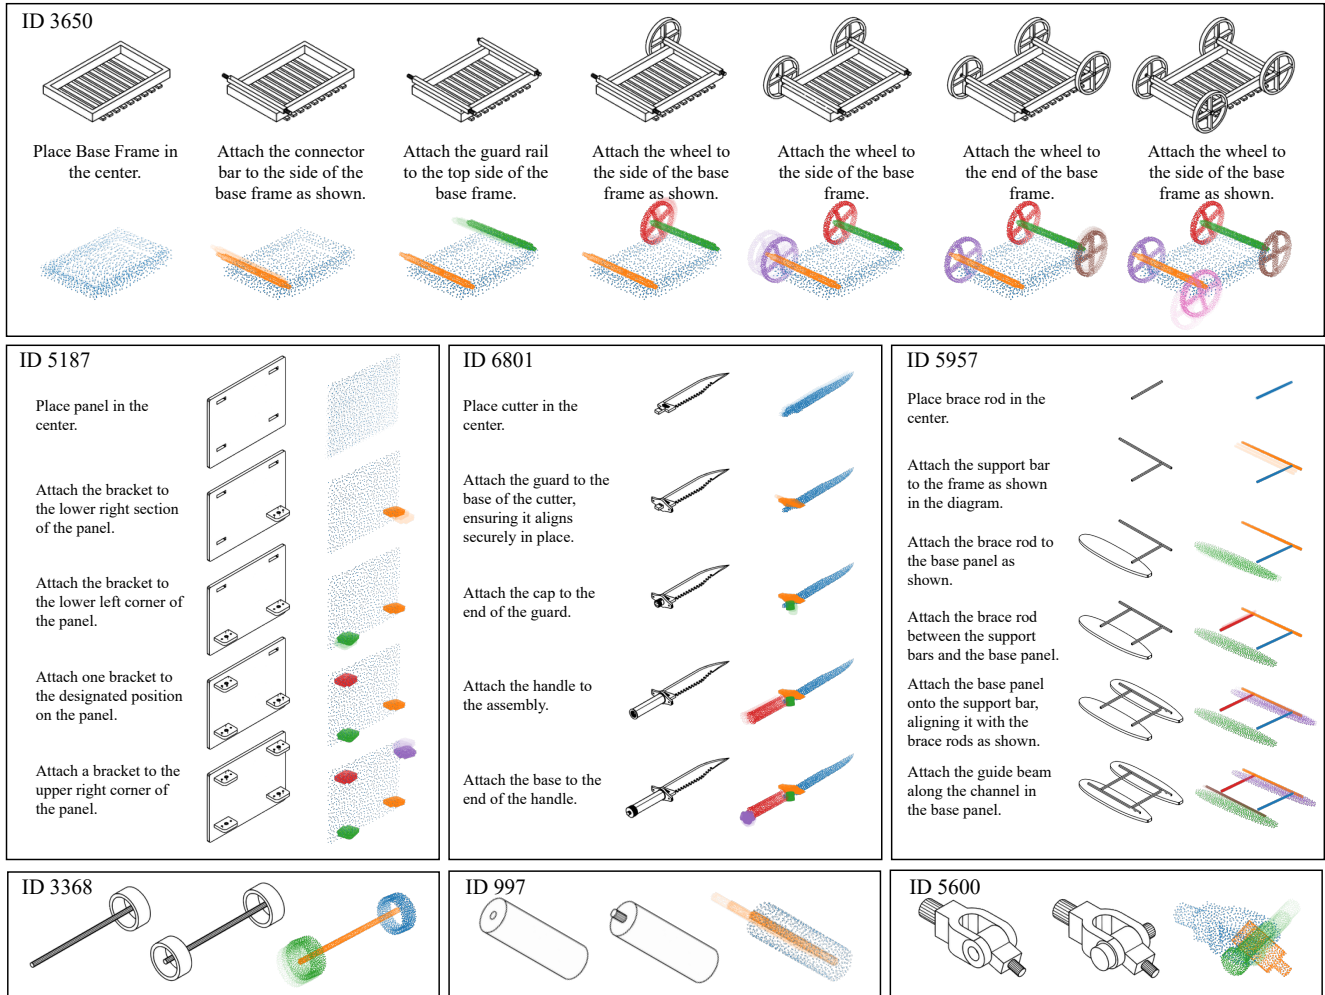 ID 3650
Place Base Frame in
the center.
Attach the connector
bar to the side of the
base frame as shown.
Attach the guard rail
to the top side of the
base frame.
Attach the wheel to
the side of the base
frame as shown.
Attach the wheel to
the side of the base
frame.
Attach the wheel to
the end of the base
frame.
Attach the wheel to
the side of the base
frame as shown.
ID 5187
Place panel in the
center.
Attach the bracket to
the lower right section
of the panel.
Attach the bracket to
the lower left corner of
the panel.
Attach one bracket to
the designated position
on the panel.
Attach a bracket to the
upper right corner of
the panel.
ID 6801
Place cutter in the
center.
Attach the guard to the
base of the cutter,
ensuring it aligns
securely in place.
Attach the cap to the
end of the guard.
Attach the handle to
the assembly.
Attach the base to the
end of the handle.
ID 5957
Place brace rod in the
center.
Attach the support bar
to the frame as shown
in the diagram.
Attach the brace rod to
the base panel as
shown.
Attach the brace rod
between the support
bars and the base panel.
Attach the base panel
onto the support bar,
aligning it with the
brace rods as shown.
Attach the guide beam
along the channel in
the base panel.
ID 3368
ID 997
ID 5600